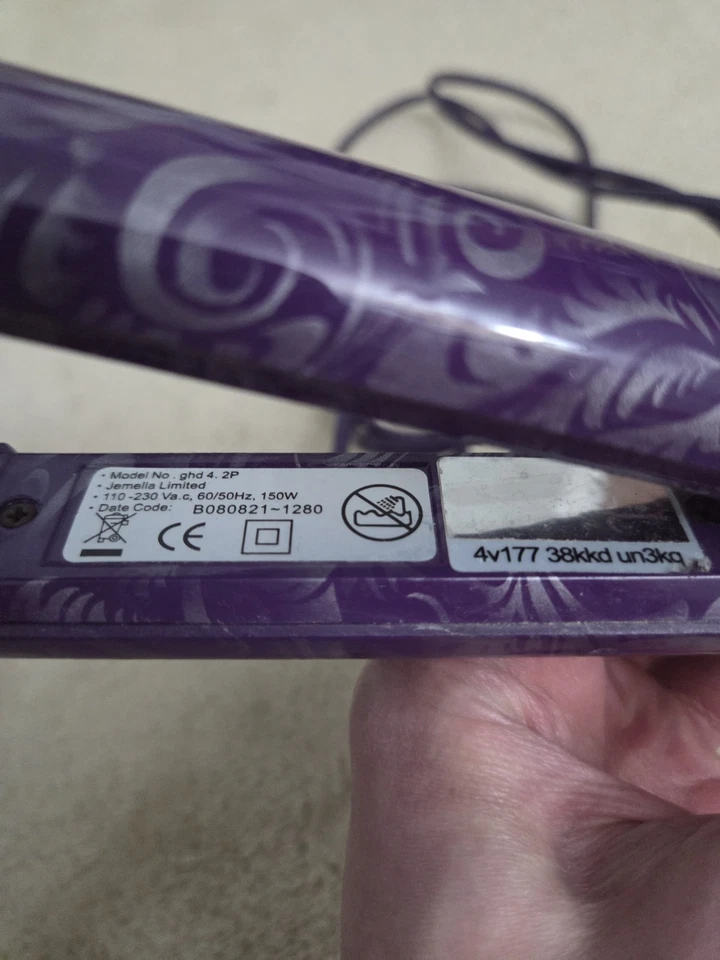 • Model No . ghd 4. 2P
• Jemella Limited
• 110 -230 Va.c, 60/50Hz, 150W
• Date Code: B080821~1280
CE
4v177 38kkd un3kq